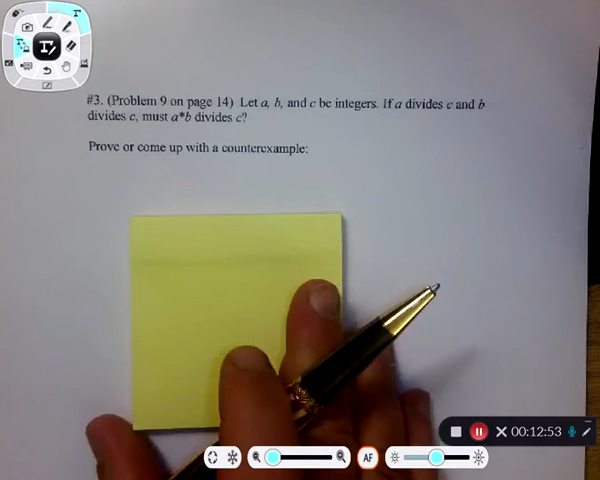 #3. (Problem 9 on page 14) Let a, b, and c be integers. If a divides c and b
divides c, must a*b divides c?
Prove or come up with a counterexample:
00:12:53
AF